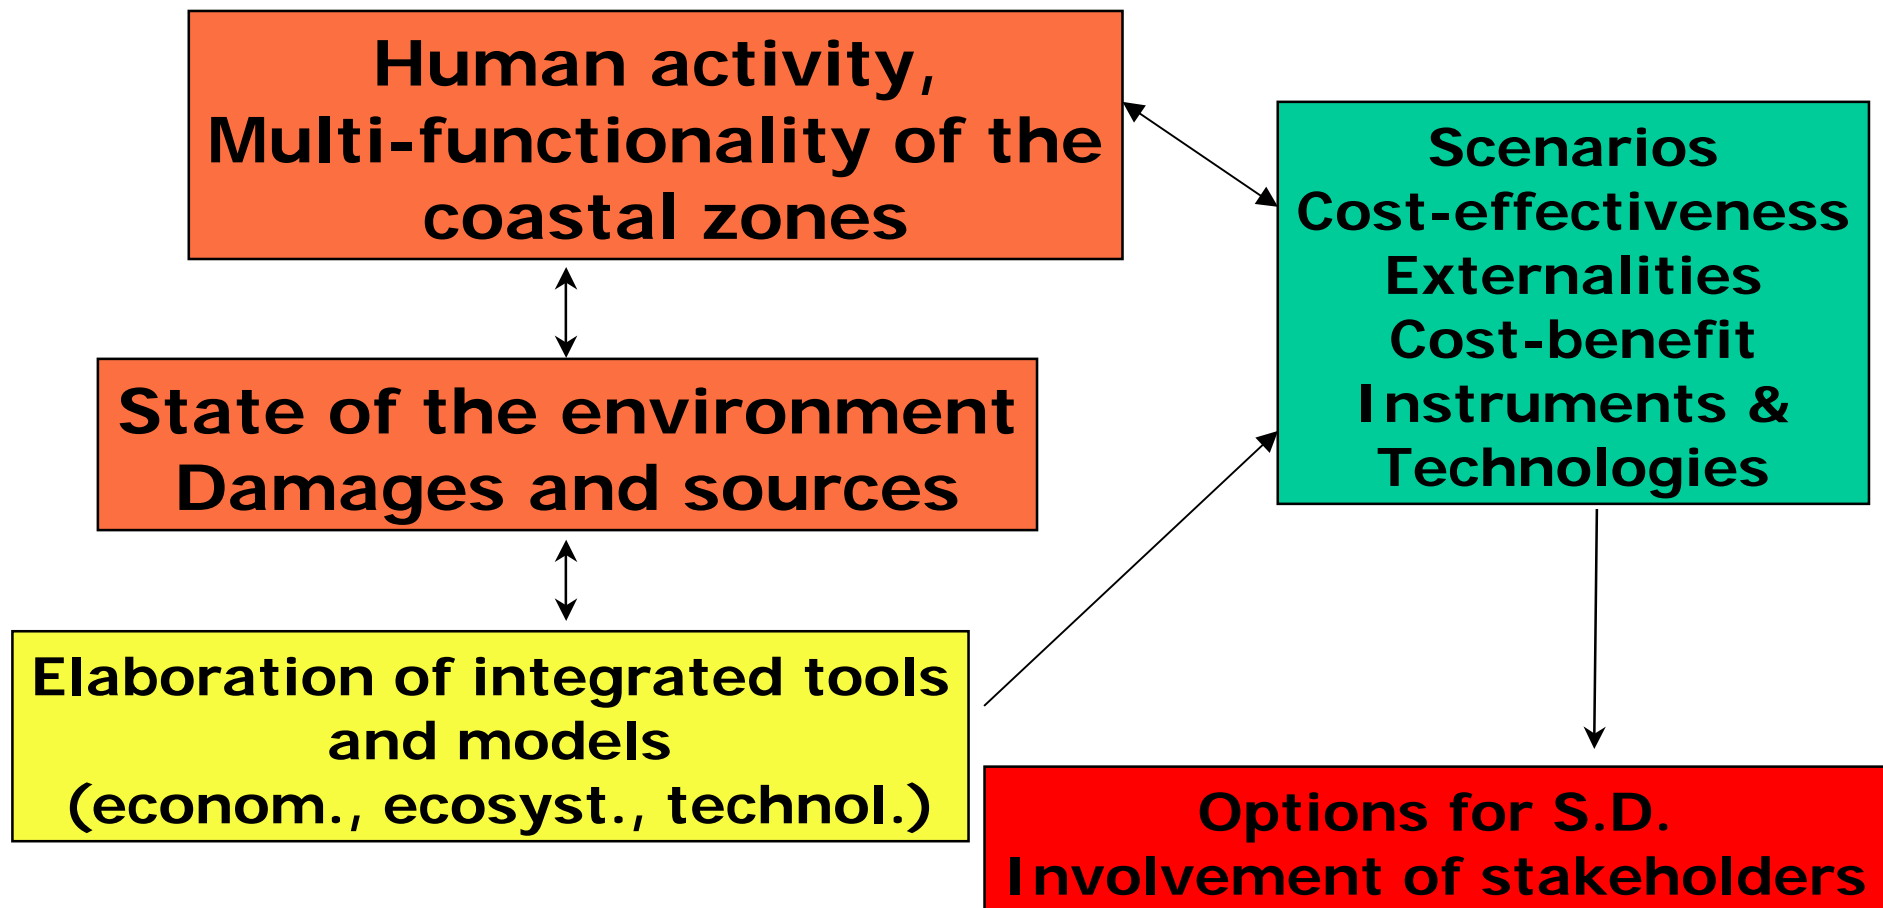 Human activity,
Multi-functionality of the
coastal zones
State of the environment
Damages and sources
Elaboration of integrated tools
and models
(econom., ecosyst., technol.)
Scenarios
Cost-effectiveness
Externalities
Cost-benefit
Instruments &
Technologies
Options for S.D.
Involvement of stakeholders